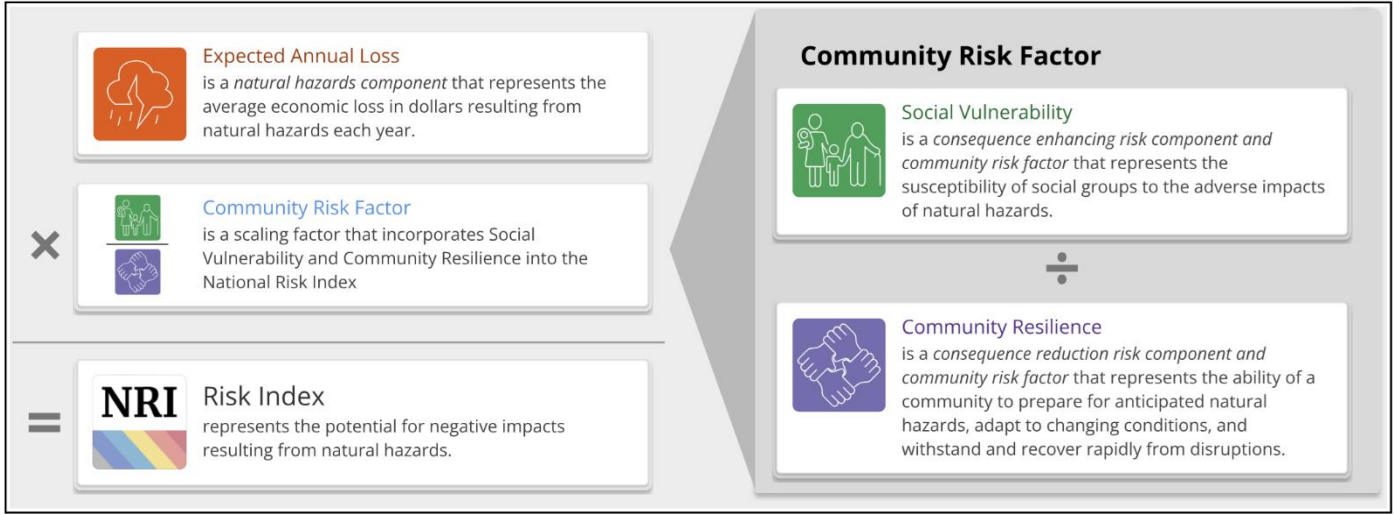 Expected Annual Loss
is a natural hazards component that represents the
average economic loss in dollars resulting from
natural hazards each year.
×
Community Risk Factor
is a scaling factor that incorporates Social
Vulnerability and Community Resilience into the
National Risk Index
=
NRI
Risk Index
represents the potential for negative impacts
resulting from natural hazards.
Community Risk Factor
Social Vulnerability
is a consequence enhancing risk component and
community risk factor that represents the
susceptibility of social groups to the adverse impacts
of natural hazards.
÷
Community Resilience
is a consequence reduction risk component and
community risk factor that represents the ability of a
community to prepare for anticipated natural
hazards, adapt to changing conditions, and
withstand and recover rapidly from disruptions.